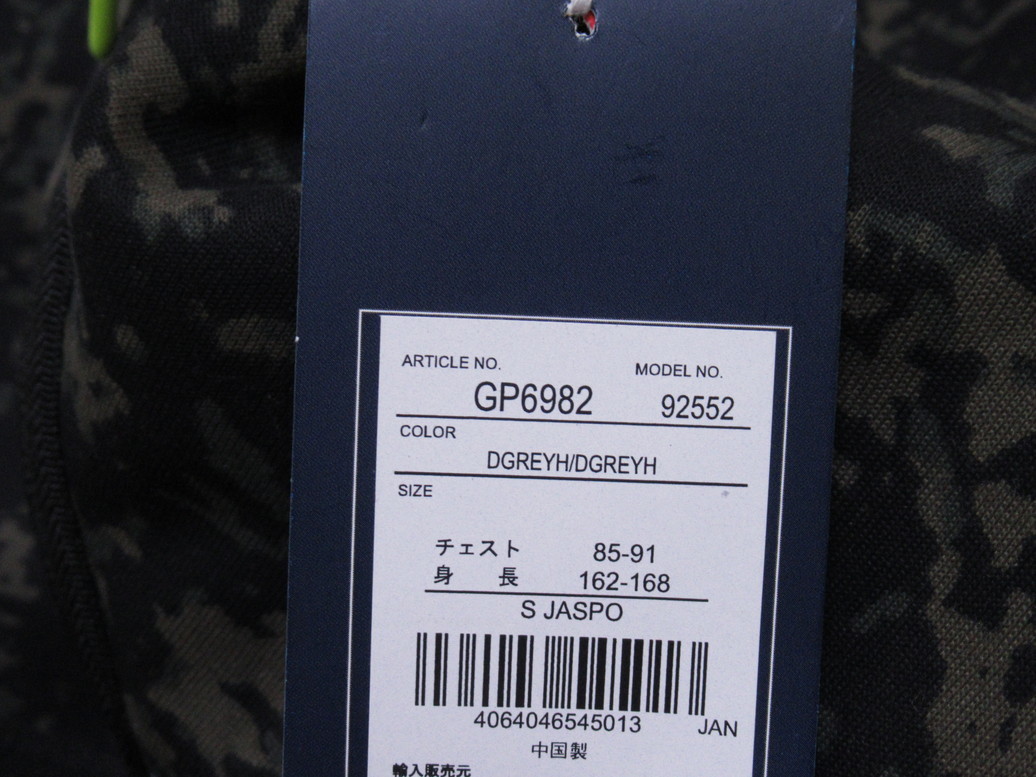 ARTICLE NO. MODEL NO.
GP6982 92552
COLOR
DGREYH/DGREYH
SIZE
チェスト 85-91
身 長 162-168
S JASPO
4064046545013 JAN
中国製
輸入販売元